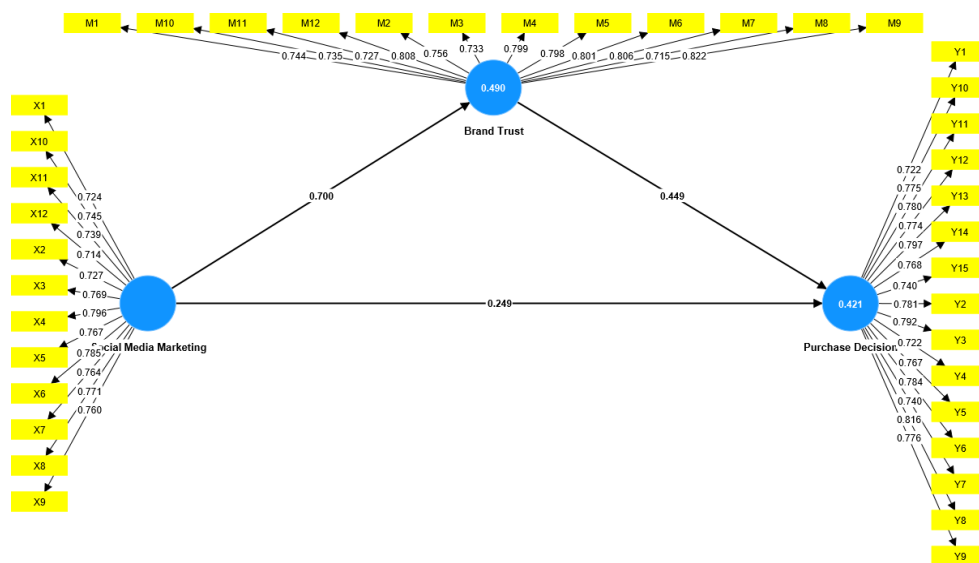 M1 M10 M11 M12 M2 M3 M4 M5 M6 M7 M8 M9
0.744 0.735 0.727 0.808 0.756 0.733 0.799 0.798 0.801 0.806 0.715 0.822
0.490
Brand Trust
X1
X10
X11
X12
X2
X3
X4
X5
X6
X7
X8
X9
0.724
0.745
0.739
0.714
0.727
0.769
0.796
0.767
0.785
0.764
0.771
0.760
Social Media Marketing
0.700
0.449
0.249
0.421
Purchase Decision
0.722
0.775
0.780
0.774
0.797
0.768
0.740
0.781
0.792
0.722
0.767
0.784
0.740
0.816
0.776
Y1
Y10
Y11
Y12
Y13
Y14
Y15
Y2
Y3
Y4
Y5
Y6
Y7
Y8
Y9